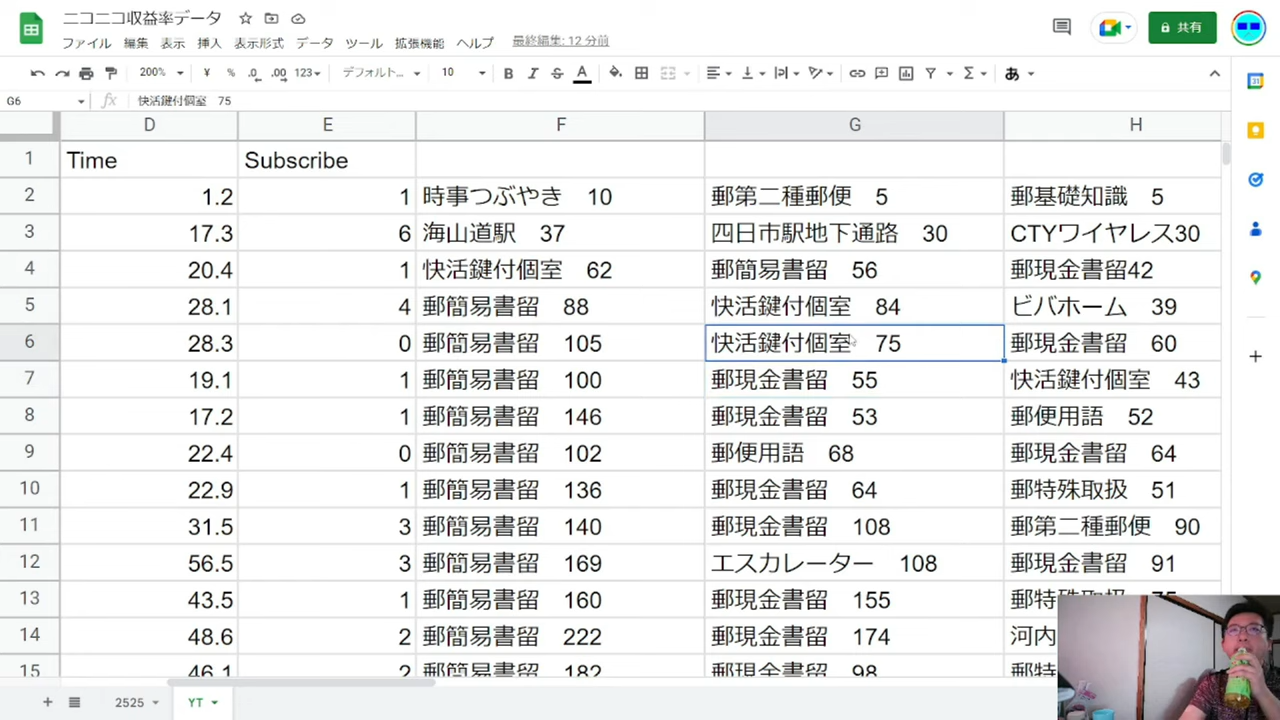 ニコニコ収益率データ
ファイル 編集 表示 挿入 表示形式 データ ツール 拡張機能 ヘルプ 最終編集: 12 分前
共有
200% ¥ % .0 .00 123 デフォルト... 10 B I S A Σ あ
G6 fx 快活鍵付個室 75
D E F G H
1 Time Subscribe
2 1.2 1 時事つぶやき 10 郵第二種郵便 5 郵基礎知識 5
3 17.3 6 海山道駅 37 四日市駅地下通路 30 CTYワイヤレス30
4 20.4 1 快活鍵付個室 62 郵簡易書留 56 郵現金書留42
5 28.1 4 郵簡易書留 88 快活鍵付個室 84 ビバホーム 39
6 28.3 0 郵簡易書留 105 快活鍵付個室 75 郵現金書留 60
7 19.1 1 郵簡易書留 100 郵現金書留 55 快活鍵付個室 43
8 17.2 1 郵簡易書留 146 郵現金書留 53 郵便用語 52
9 22.4 0 郵簡易書留 102 郵便用語 68 郵現金書留 64
10 22.9 1 郵簡易書留 136 郵現金書留 64 郵特殊取扱 51
11 31.5 3 郵簡易書留 140 郵現金書留 108 郵第二種郵便 90
12 56.5 3 郵簡易書留 169 エスカレーター 108 郵現金書留 91
13 43.5 1 郵簡易書留 160 郵現金書留 155 郵特殊取扱
14 48.6 2 郵簡易書留 222 郵現金書留 174 河内
15 46.1 2 郵簡易書留 182 郵現金書留 98 郵特
2525 YT